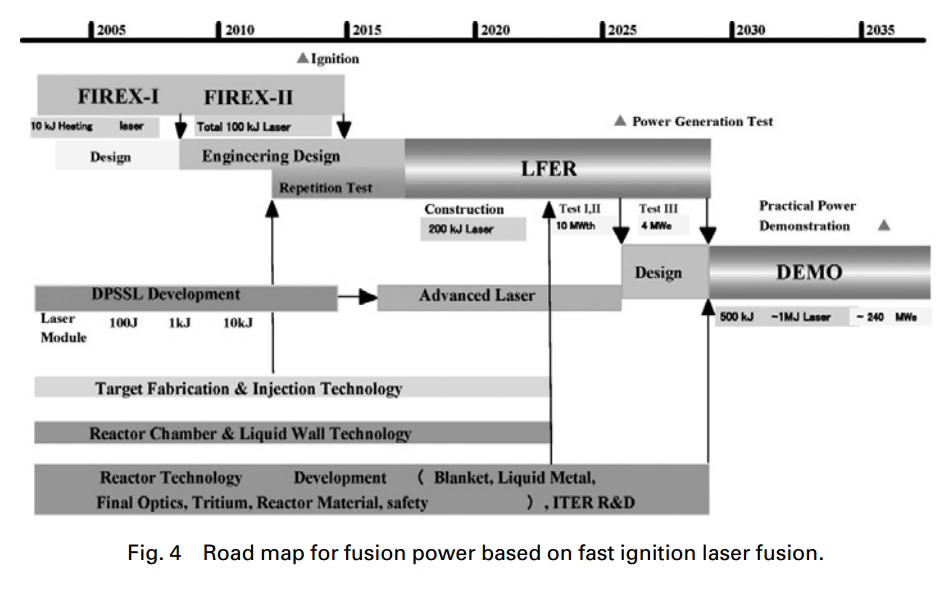 2005 2010 2015 2020 2025 2030 2035
Ignition
FIREX-I FIREX-II
10 kJ Heating laser Total 100 kJ Laser
Power Generation Test
Design Engineering Design
LFER
Repetition Test
Construction Test I,II Test III
200 kJ Laser 10 MWth 4 MWe
Practical Power
Demonstration
Design DEMO
DPSSL Development Advanced Laser
Laser
Module 100J 1kJ 10kJ
500 kJ ~1MJ Laser ~ 240 MWe
Target Fabrication & Injection Technology
Reactor Chamber & Liquid Wall Technology
Reactor Technology Development ( Blanket, Liquid Metal,
Final Optics, Tritium, Reactor Material, safety ) , ITER R&D
Fig. 4 Road map for fusion power based on fast ignition laser fusion.